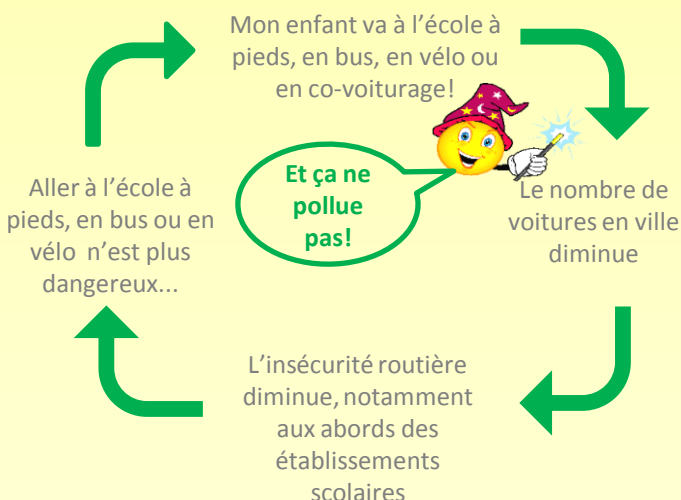 Mon enfant va à l’école à
pieds, en bus, en vélo ou
en co-voiturage!
Et ça ne
pollue
pas!
Le nombre de
voitures en ville
diminue
L’insécurité routière
diminue, notamment
aux abords des
établissements
scolaires
Aller à l’école à
pieds, en bus ou en
vélo n’est plus
dangereux...